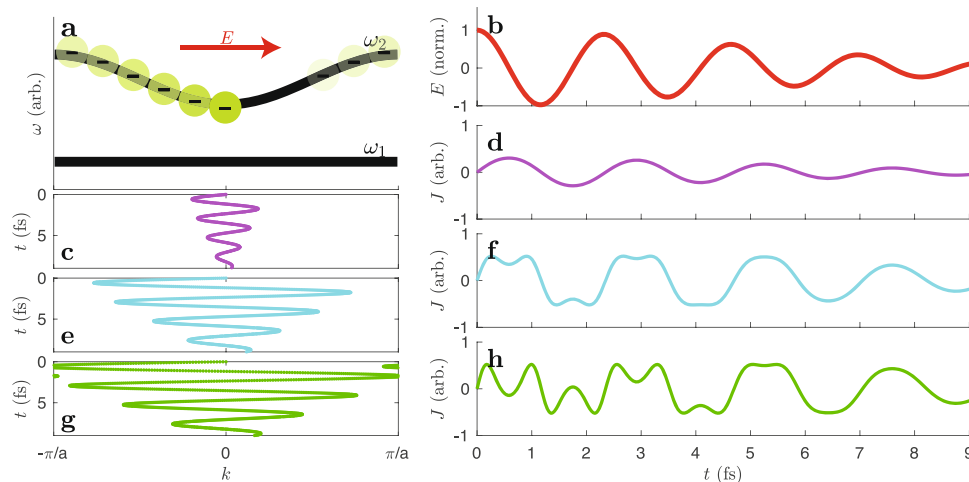 a
E
ω2
ω (arb.)
ω1
0
5
t (fs)
c
0
5
t (fs)
e
0
5
t (fs)
g
-π/a
0
π/a
k
b
1
0
-1
E (norm.)
d
1
0
-1
J (arb.)
f
1
0
-1
J (arb.)
h
1
0
-1
J (arb.)
0 1 2 3 4 5 6 7 8 9
t (fs)